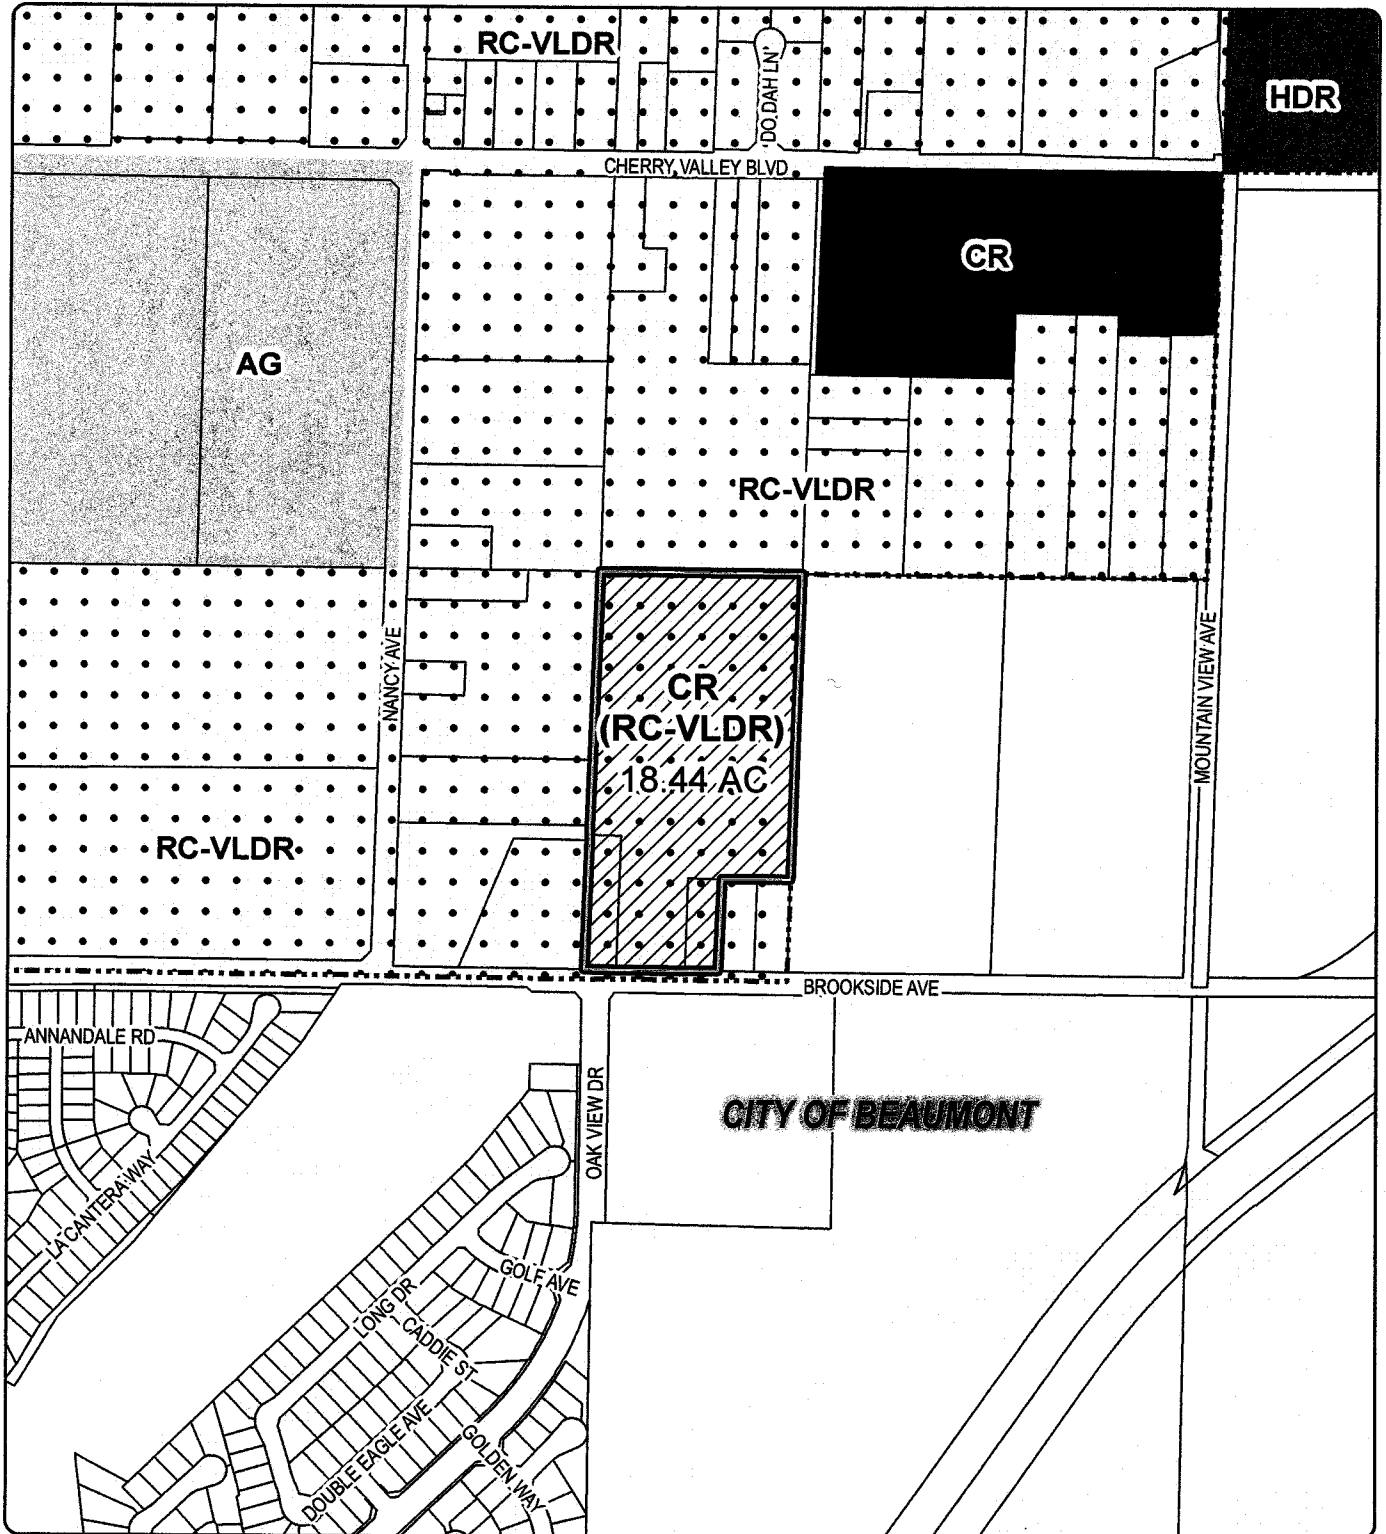 RC-VLDR
DO DAH LN
HDR
CHERRY VALLEY BLVD
CR
AG
RC-VLDR
NANCY AVE
CR
(RC-VLDR)
18.44 AC
MOUNTAIN VIEW AVE
RC-VLDR
BROOKSIDE AVE
ANNANDALE RD
OAK VIEW DR
CITY OF BEAUMONT
LA CANTERA WAY
GOLF AVE
LONG DR
CADDIE ST
DOUBLE EAGLE AVE
GOLDEN WAY